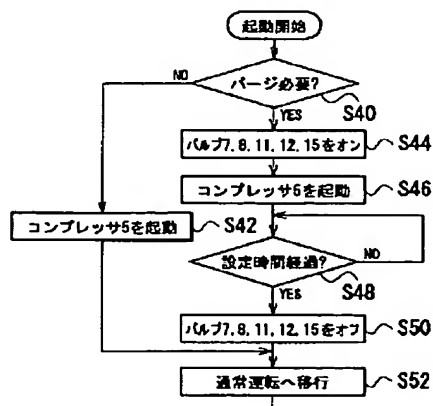 起動開始
NO
パージ必要?
S40
YES
バルブ7,8,11,12,15をオン
S44
コンプレッサ5を起動
S46
コンプレッサ5を起動
S42
設定時間経過?
NO
S48
YES
バルブ7,8,11,12,15をオフ
S50
通常運転へ移行
S52